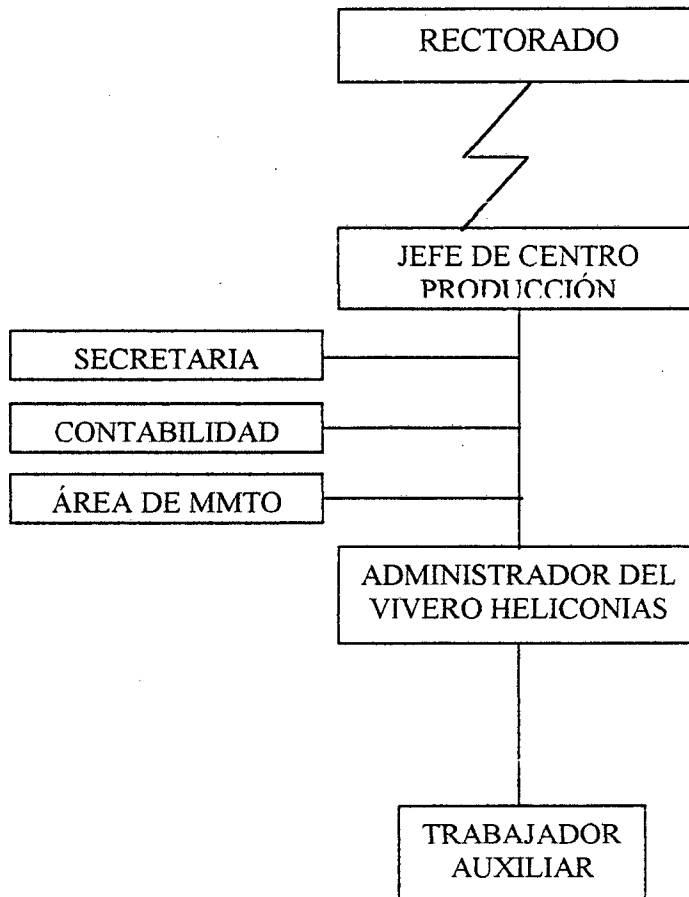 RECTORADO
JEFE DE CENTRO
PRODUCCIÓN
SECRETARIA
CONTABILIDAD
ÁREA DE MMTO
ADMINISTRADOR DEL
VIVERO HELICONIAS
TRABAJADOR
AUXILIAR